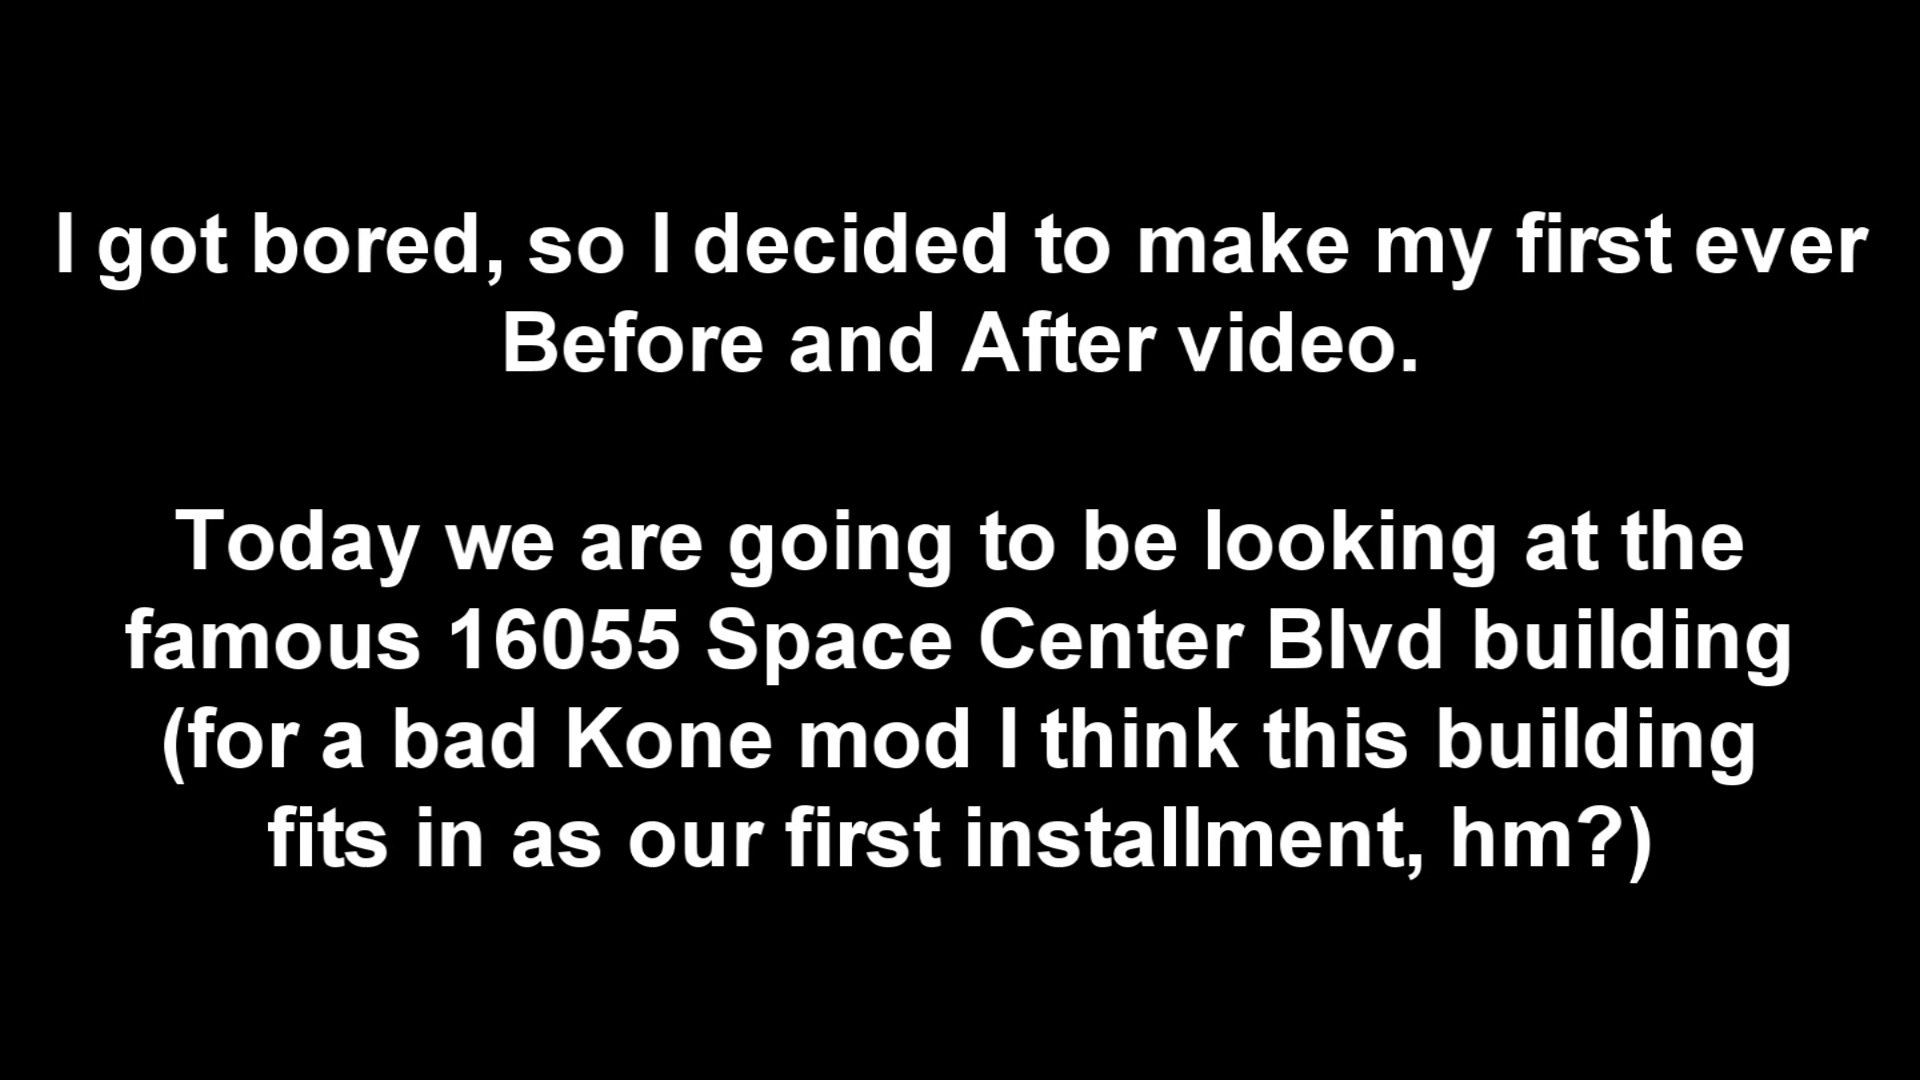 I got bored, so I decided to make my first ever
Before and After video.
Today we are going to be looking at the
famous 16055 Space Center Blvd building
(for a bad Kone mod I think this building
fits in as our first installment, hm?)